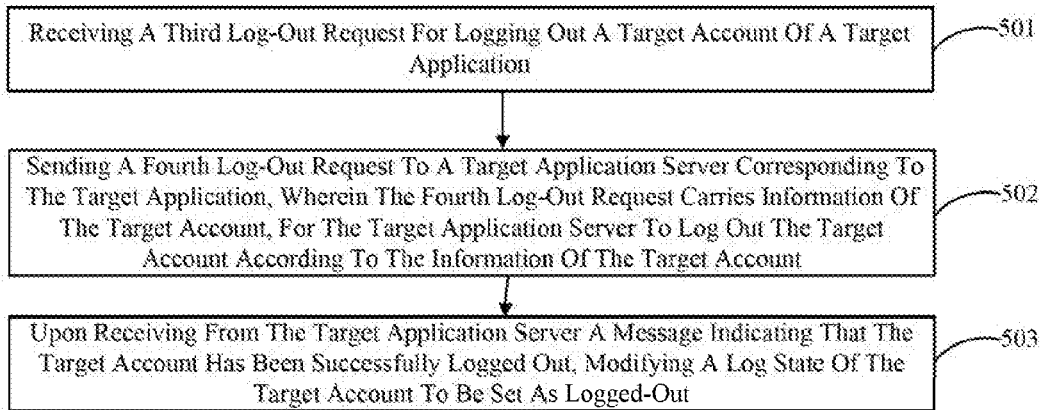 Receiving A Third Log-Out Request For Logging Out A Target Account Of A Target
Application
501
Sending A Fourth Log-Out Request To A Target Application Server Corresponding To
The Target Application, Wherein The Fourth Log-Out Request Carries Information Of
The Target Account, For The Target Application Server To Log Out The Target
Account According To The Information Of The Target Account
502
Upon Receiving From The Target Application Server A Message Indicating That The
Target Account Has Been Successfully Logged Out, Modifying A Log State Of The
Target Account To Be Set As Logged-Out
503